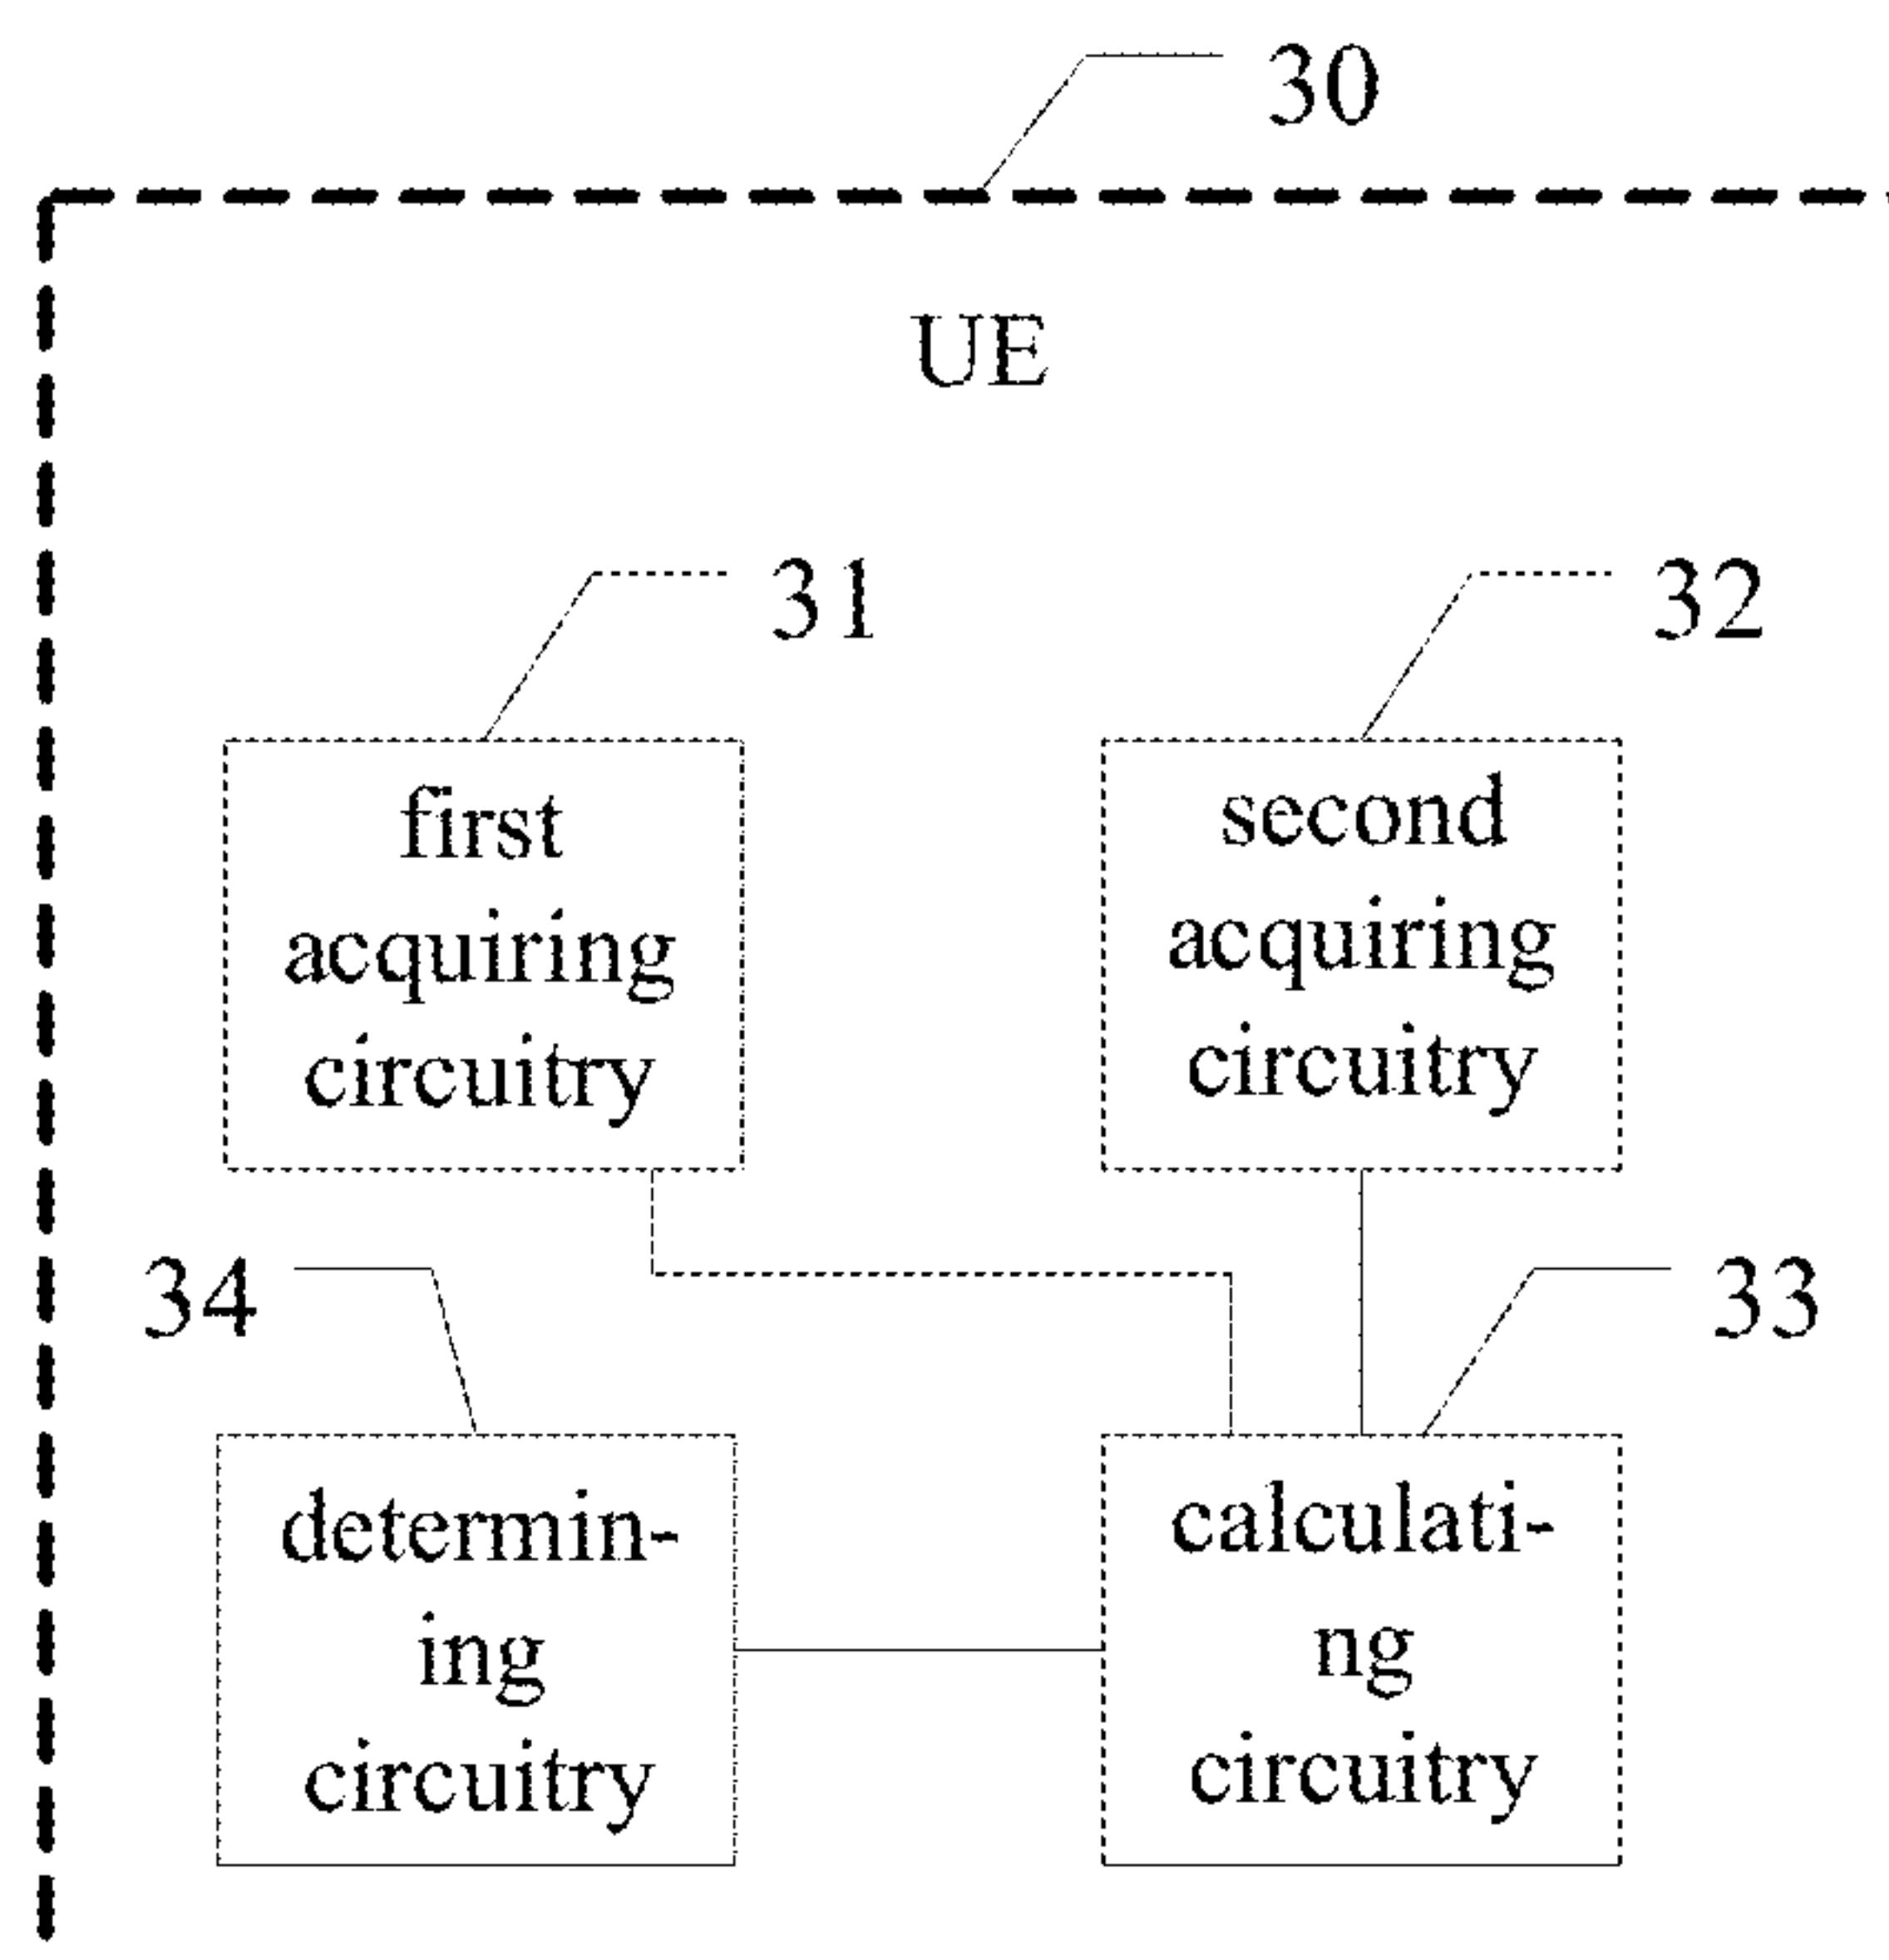 30
UE
31
32
first
acquiring
circuitry
second
acquiring
circuitry
34
33
determin-
ing
circuitry
calculati-
ng
circuitry